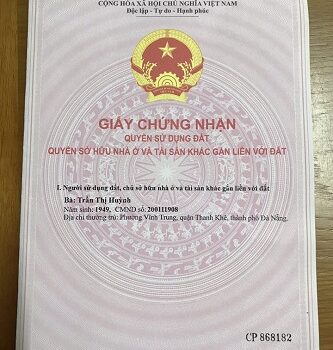 CỘNG HÒA XÃ HỘI CHỦ NGHĨA VIỆT NAM
Độc lập - Tự do - Hạnh phúc
GIẤY CHỨNG NHẬN
QUYỀN SỬ DỤNG ĐẤT
QUYỀN SỞ HỮU NHÀ Ở VÀ TÀI SẢN KHÁC GẮN LIỀN VỚI ĐẤT
I. Người sử dụng đất, chủ sở hữu nhà ở và tài sản khác gắn liền với đất
Bà: Trần Thị Huỳnh
Năm sinh: 1949, CMND số: 200111908
Địa chỉ thường trú: Phường Vĩnh Trung, quận Thanh Khê, thành phố Đà Nẵng.
CP 868182